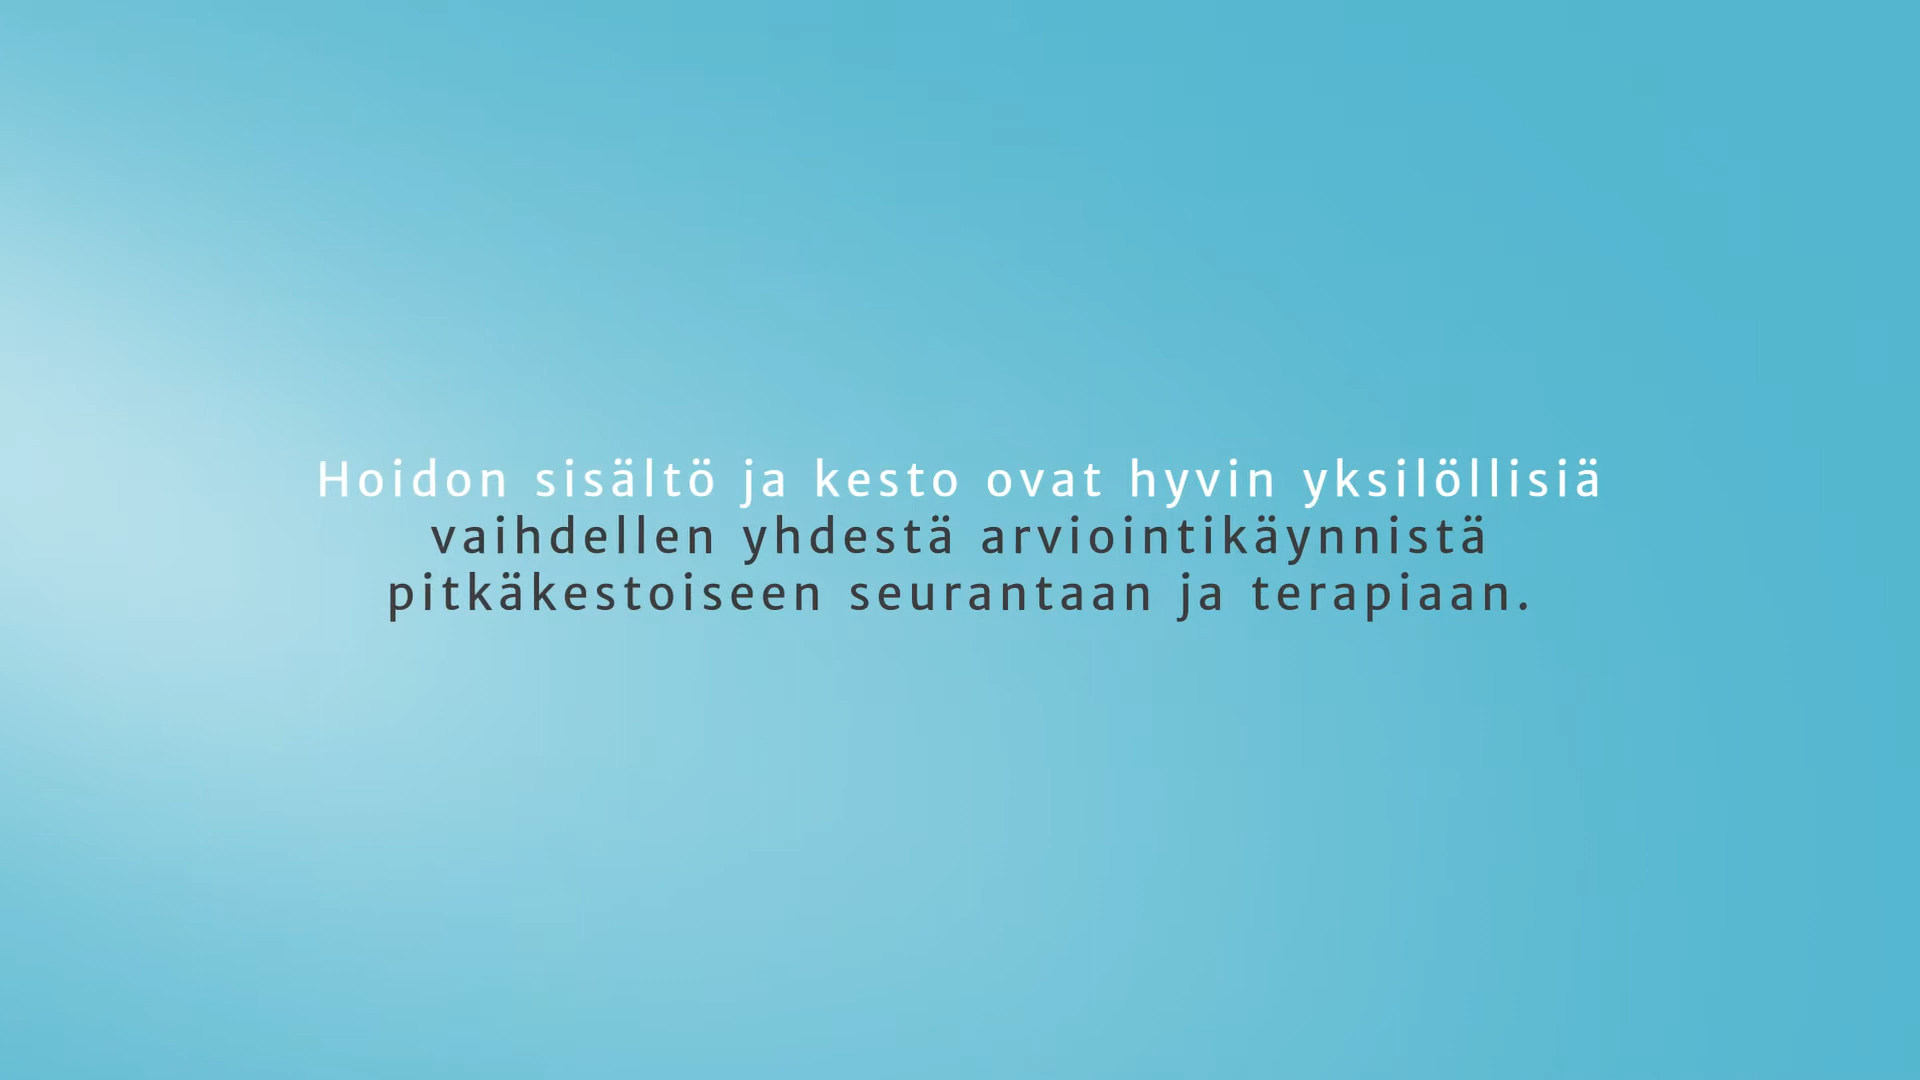 Hoidon sisältö ja kesto ovat hyvin yksilöllisiä
vaihdellen yhdestä arviointikäynnistä
pitkäkestoiseen seurantaan ja terapiaan.